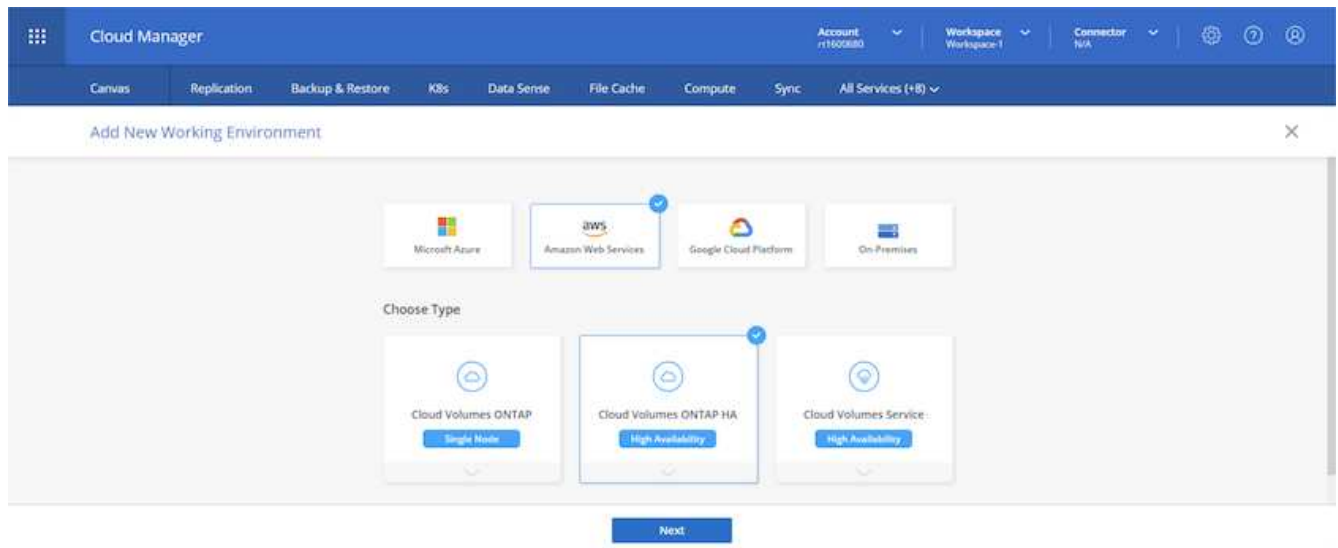 Cloud Manager
Account
rt1600680
Workspace
Workspace-1
Connector
N/A
Canvas
Replication
Backup & Restore
K8s
Data Sense
File Cache
Compute
Sync
All Services (+8)
Add New Working Environment
Microsoft Azure
aws
Amazon Web Services
Google Cloud Platform
On-Premises
Choose Type
Cloud Volumes ONTAP
Single Node
Cloud Volumes ONTAP HA
High Availability
Cloud Volumes Service
High Availability
Next